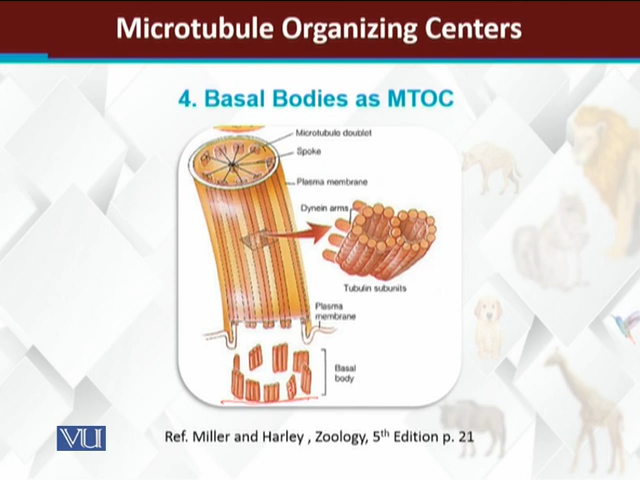 Microtubule Organizing Centers
4. Basal Bodies as MTOC
Microtubule doublet
Spoke
Plasma membrane
Dynein arms
Tubulin subunits
Plasma
membrane
Basal
body
VU
Ref. Miller and Harley , Zoology, 5th Edition p. 21